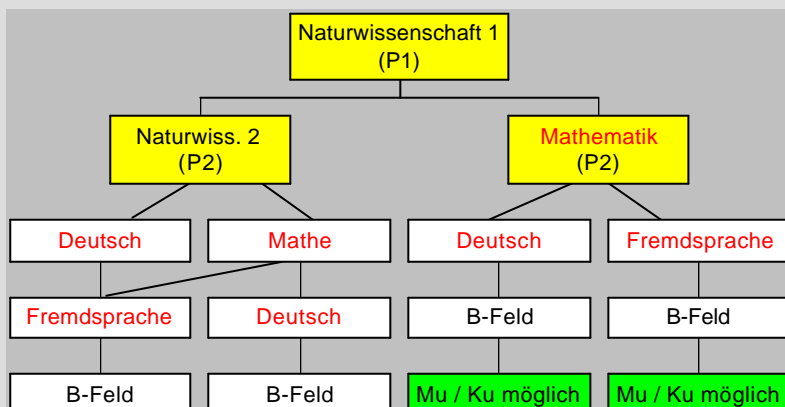 Naturwissenschaft 1
(P1)
Naturwiss. 2
(P2)
Mathematik
(P2)
Deutsch
Mathe
Deutsch
Fremdsprache
Fremdsprache
Deutsch
B-Feld
B-Feld
B-Feld
B-Feld
Mu / Ku möglich
Mu / Ku möglich